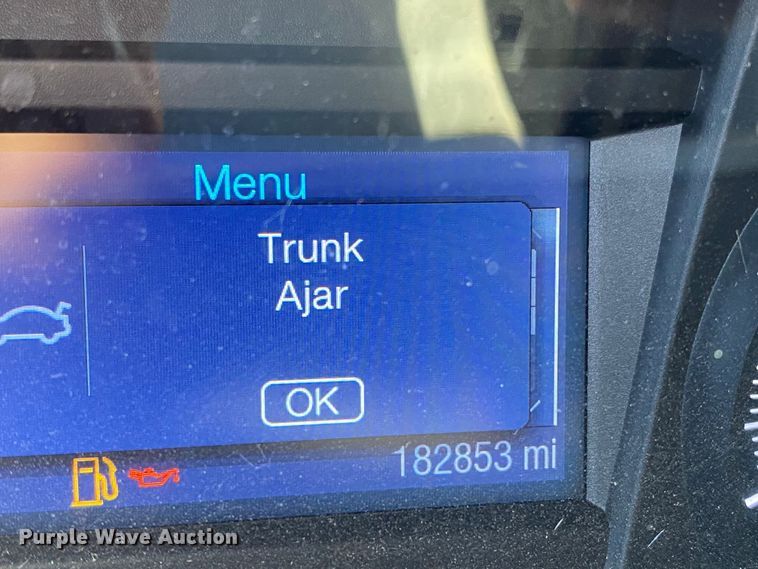 Menu
Trunk
Ajar
OK
182853 mi
Purple Wave Auction